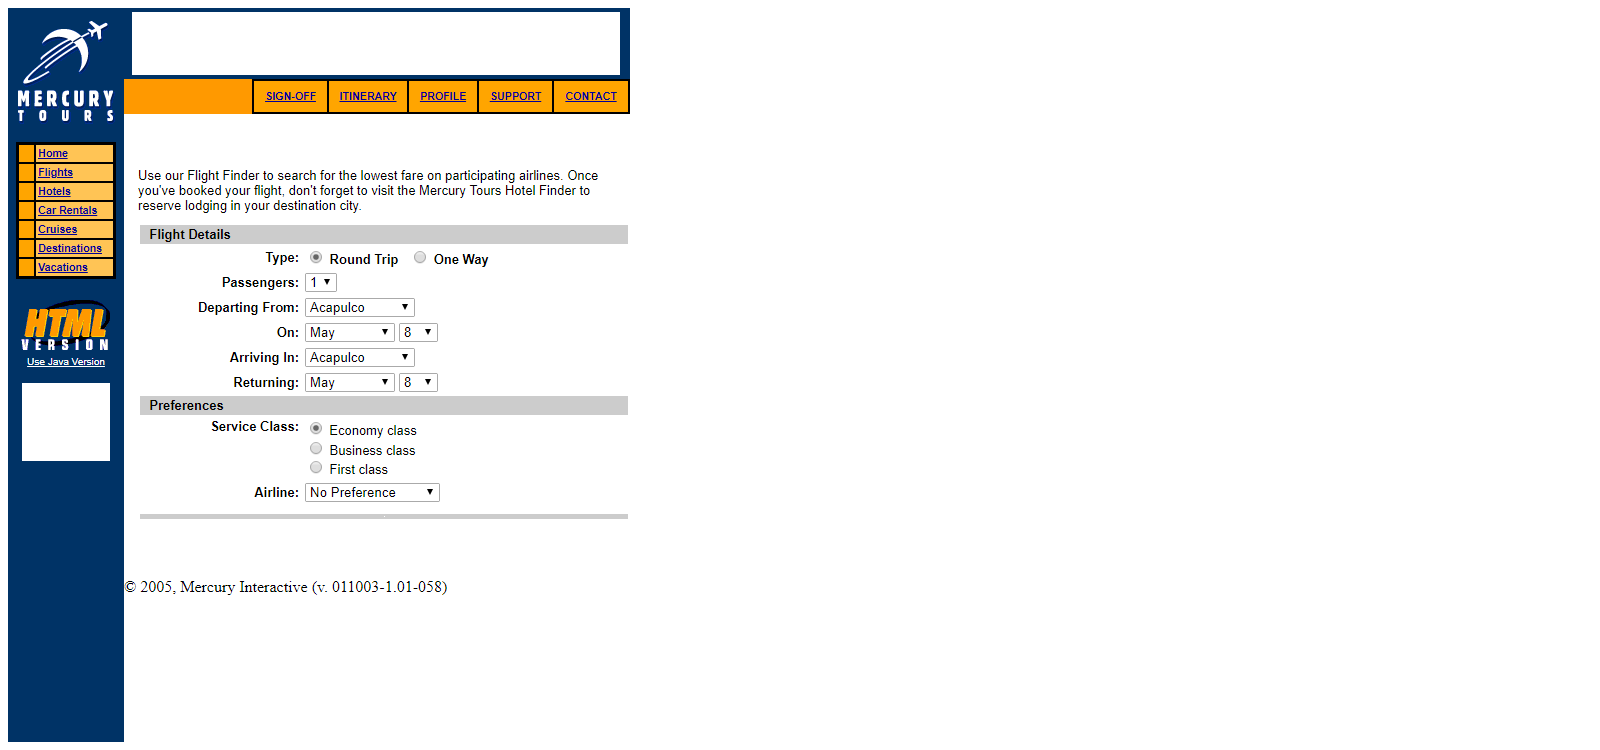 MERCURY
TOURS
SIGN-OFF ITINERARY PROFILE SUPPORT CONTACT
Home
Flights
Hotels
Car Rentals
Cruises
Destinations
Vacations
HTML
VERSION
Use Java Version
Use our Flight Finder to search for the lowest fare on participating airlines. Once
you've booked your flight, don't forget to visit the Mercury Tours Hotel Finder to
reserve lodging in your destination city.
Flight Details
Type: Round Trip One Way
Passengers: 1
Departing From: Acapulco
On: May 8
Arriving In: Acapulco
Returning: May 8
Preferences
Service Class: Economy class
Business class
First class
Airline: No Preference
© 2005, Mercury Interactive (v. 011003-1.01-058)